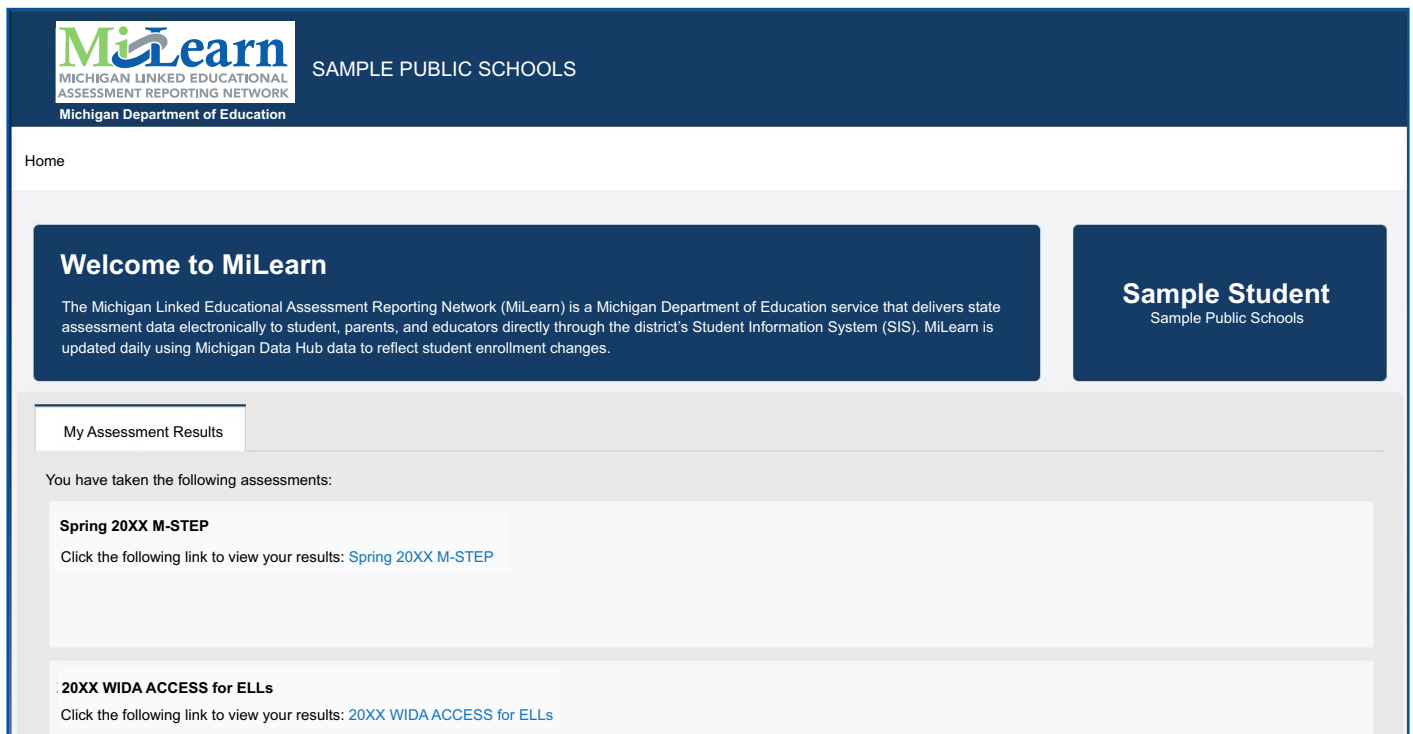 MiLearn
MICHIGAN LINKED EDUCATIONAL
ASSESSMENT REPORTING NETWORK
Michigan Department of Education
SAMPLE PUBLIC SCHOOLS
Home
Welcome to MiLearn
The Michigan Linked Educational Assessment Reporting Network (MiLearn) is a Michigan Department of Education service that delivers state
assessment data electronically to student, parents, and educators directly through the district's Student Information System (SIS). MiLearn is
updated daily using Michigan Data Hub data to reflect student enrollment changes.
Sample Student
Sample Public Schools
My Assessment Results
You have taken the following assessments:
Spring 20XX M-STEP
Click the following link to view your results: Spring 20XX M-STEP
20XX WIDA ACCESS for ELLs
Click the following link to view your results: 20XX WIDA ACCESS for ELLs